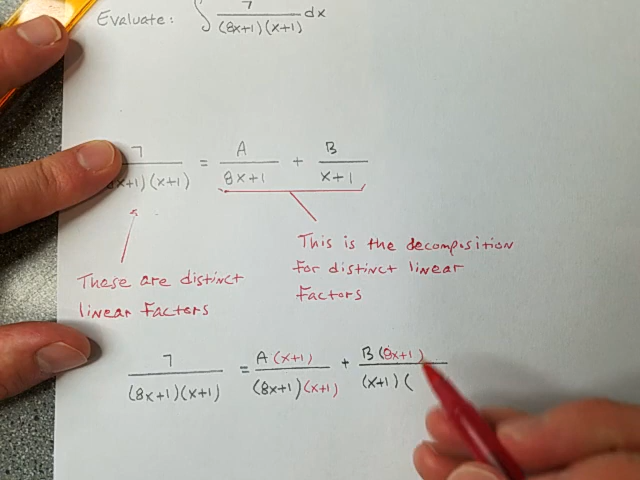 Evaluate: ∫ 7/(8x+1)(x+1) dx
7/(8x+1)(x+1) = A/8x+1 + B/x+1
This is the decomposition
for distinct linear
Factors
These are distinct
linear Factors
7/(8x+1)(x+1) = A(x+1)/(8x+1)(x+1) + B(8x+1)/(x+1)(